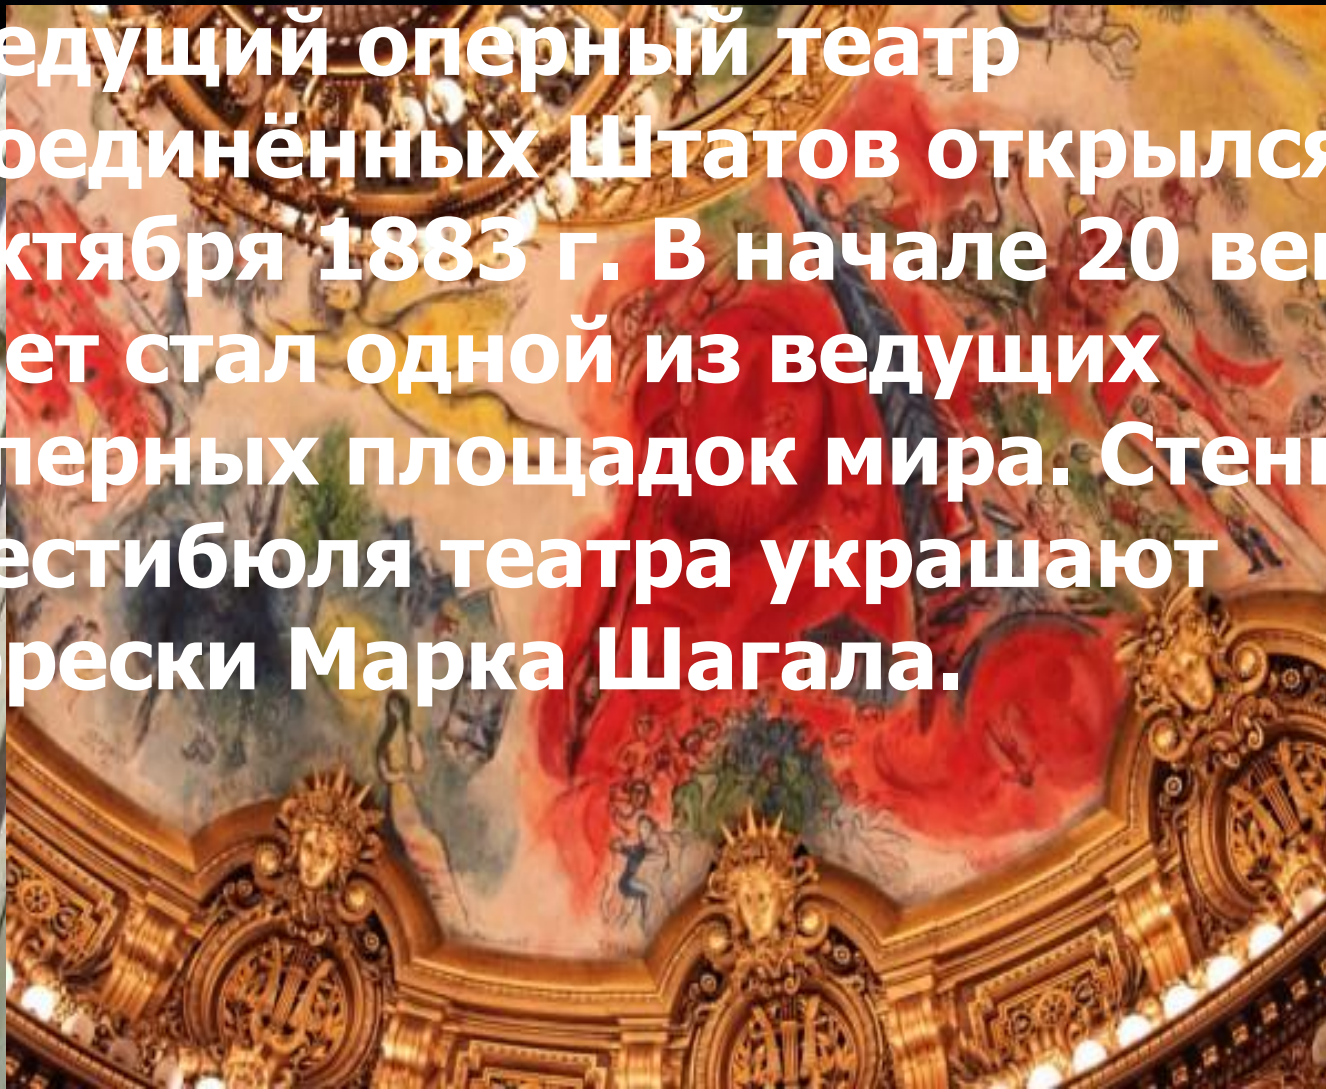 едущий оперный театр
оединённых Штатов открылся
ктября 1883 г. В начале 20 ве
ет стал одной из ведущих
перных площадок мира. Стен
естибюля театра украшают
рески Марка Шагала.